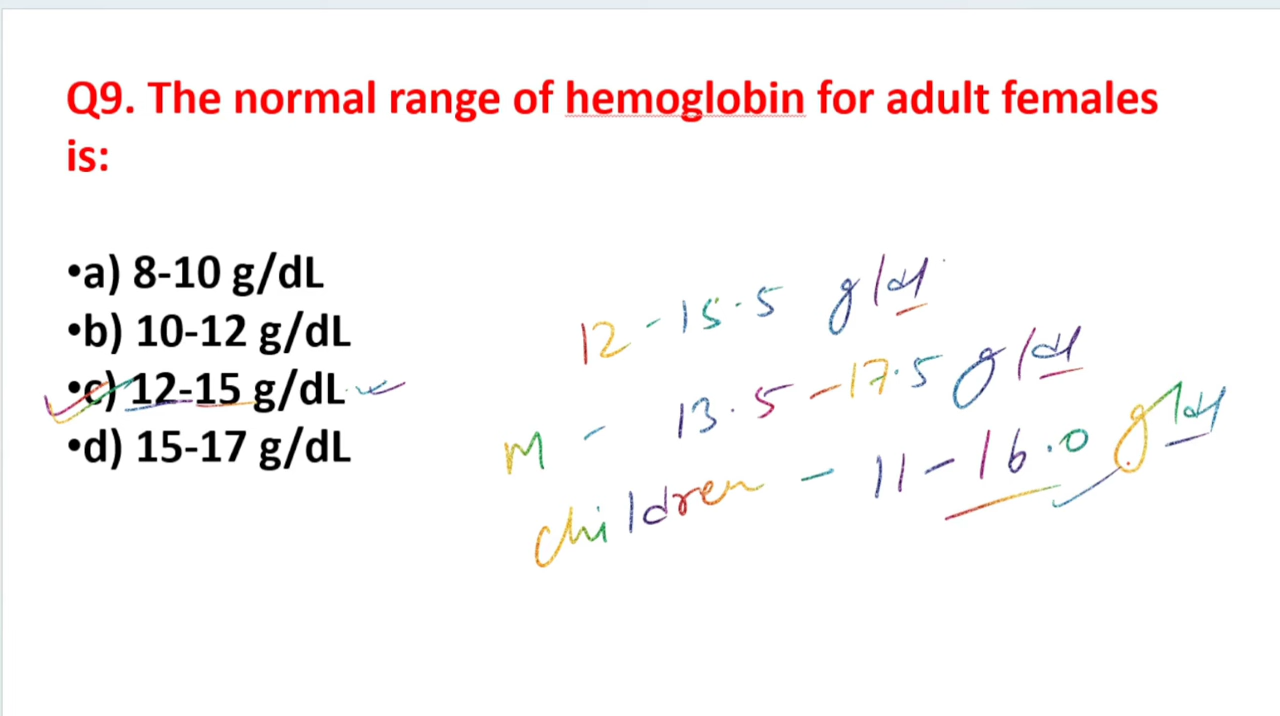 Q9. The normal range of hemoglobin for adult females
is:
•a) 8-10 g/dL
•b) 10-12 g/dL
•c) 12-15 g/dL
•d) 15-17 g/dL
12-15.5 g/dl
M - 13.5-17.5 g/dl
children - 11-16.0 g/dl